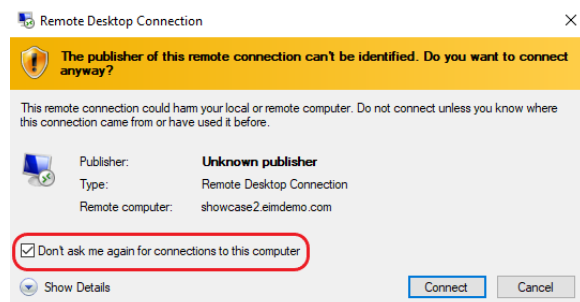 Remote Desktop Connection
The publisher of this remote connection can't be identified. Do you want to connect
anyway?
This remote connection could harm your local or remote computer. Do not connect unless you know where
this connection came from or have used it before.
Publisher: Unknown publisher
Type: Remote Desktop Connection
Remote computer: showcase2.eimdemo.com
Don't ask me again for connections to this computer
Show Details Connect Cancel